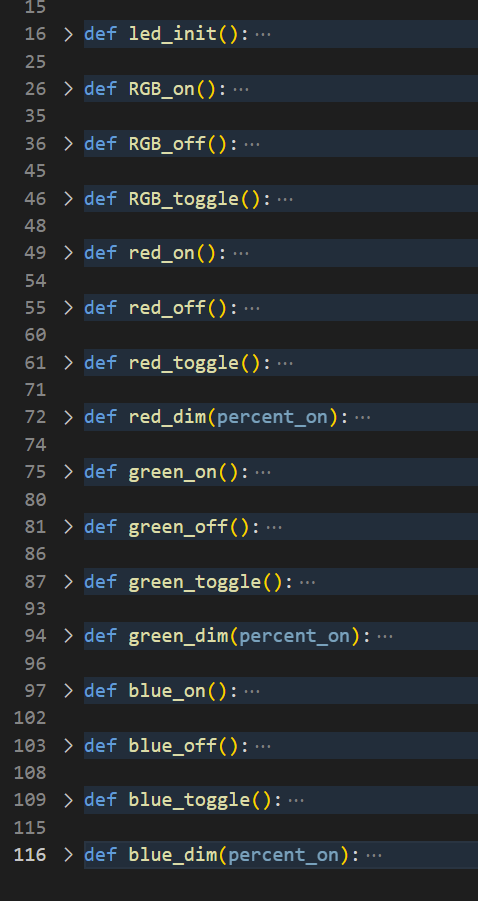 15
16 > def led_init(): ···
25
26 > def RGB_on(): ···
35
36 > def RGB_off(): ···
45
46 > def RGB_toggle(): ···
48
49 > def red_on(): ···
54
55 > def red_off(): ···
60
61 > def red_toggle(): ···
71
72 > def red_dim(percent_on): ···
74
75 > def green_on(): ···
80
81 > def green_off(): ···
86
87 > def green_toggle(): ···
93
94 > def green_dim(percent_on): ···
96
97 > def blue_on(): ···
102
103 > def blue_off(): ···
108
109 > def blue_toggle(): ···
115
116 > def blue_dim(percent_on): ···